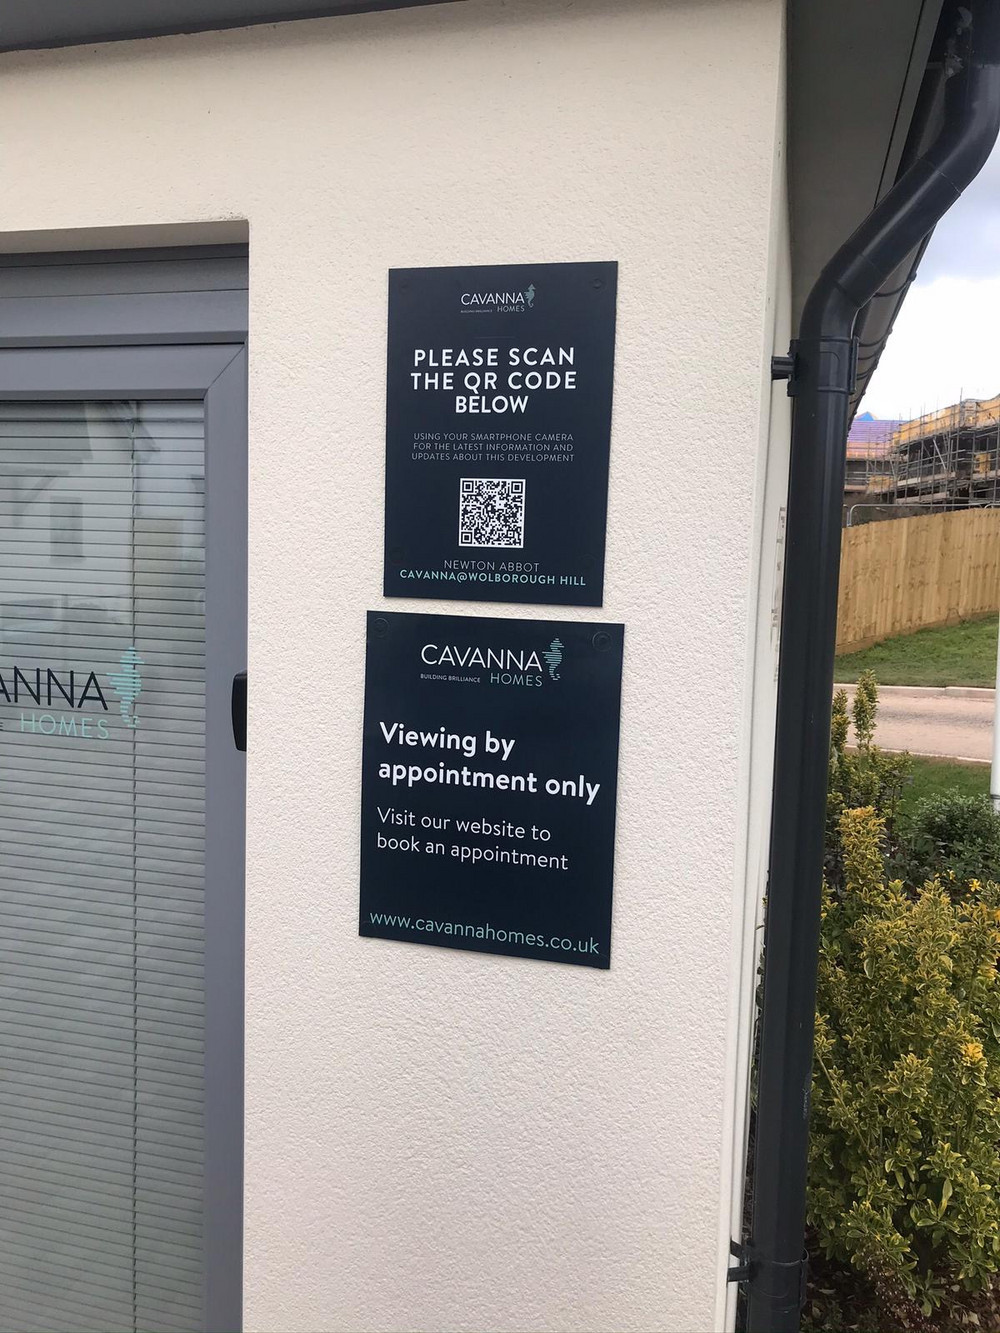 CAVANNA
HOMES
BUILDING BRILLIANCE
PLEASE SCAN
THE QR CODE
BELOW
USING YOUR SMARTPHONE CAMERA
FOR THE LATEST INFORMATION AND
UPDATES ABOUT THIS DEVELOPMENT
NEWTON ABBOT
CAVANNA@WOLBOROUGH HILL
CAVANNA
BUILDING BRILLIANCE HOMES
Viewing by
appointment only
Visit our website to
book an appointment
www.cavannahomes.co.uk
ANNA
E HOMES